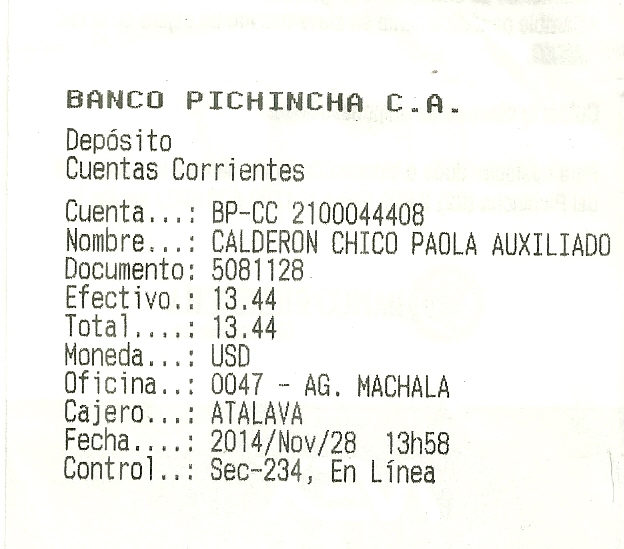 BANCO PICHINCHA C.A.
Depósito
Cuentas Corrientes
Cuenta...: BP-CC 2100044408
Nombre...: CALDERON CHICO PAOLA AUXILIADO
Documento: 5081128
Efectivo.: 13.44
Total....: 13.44
Moneda...: USD
Oficina..: 0047 - AG. MACHALA
Cajero...: ATALAVA
Fecha....: 2014/Nov/28  13h58
Control..: Sec-234, En Línea